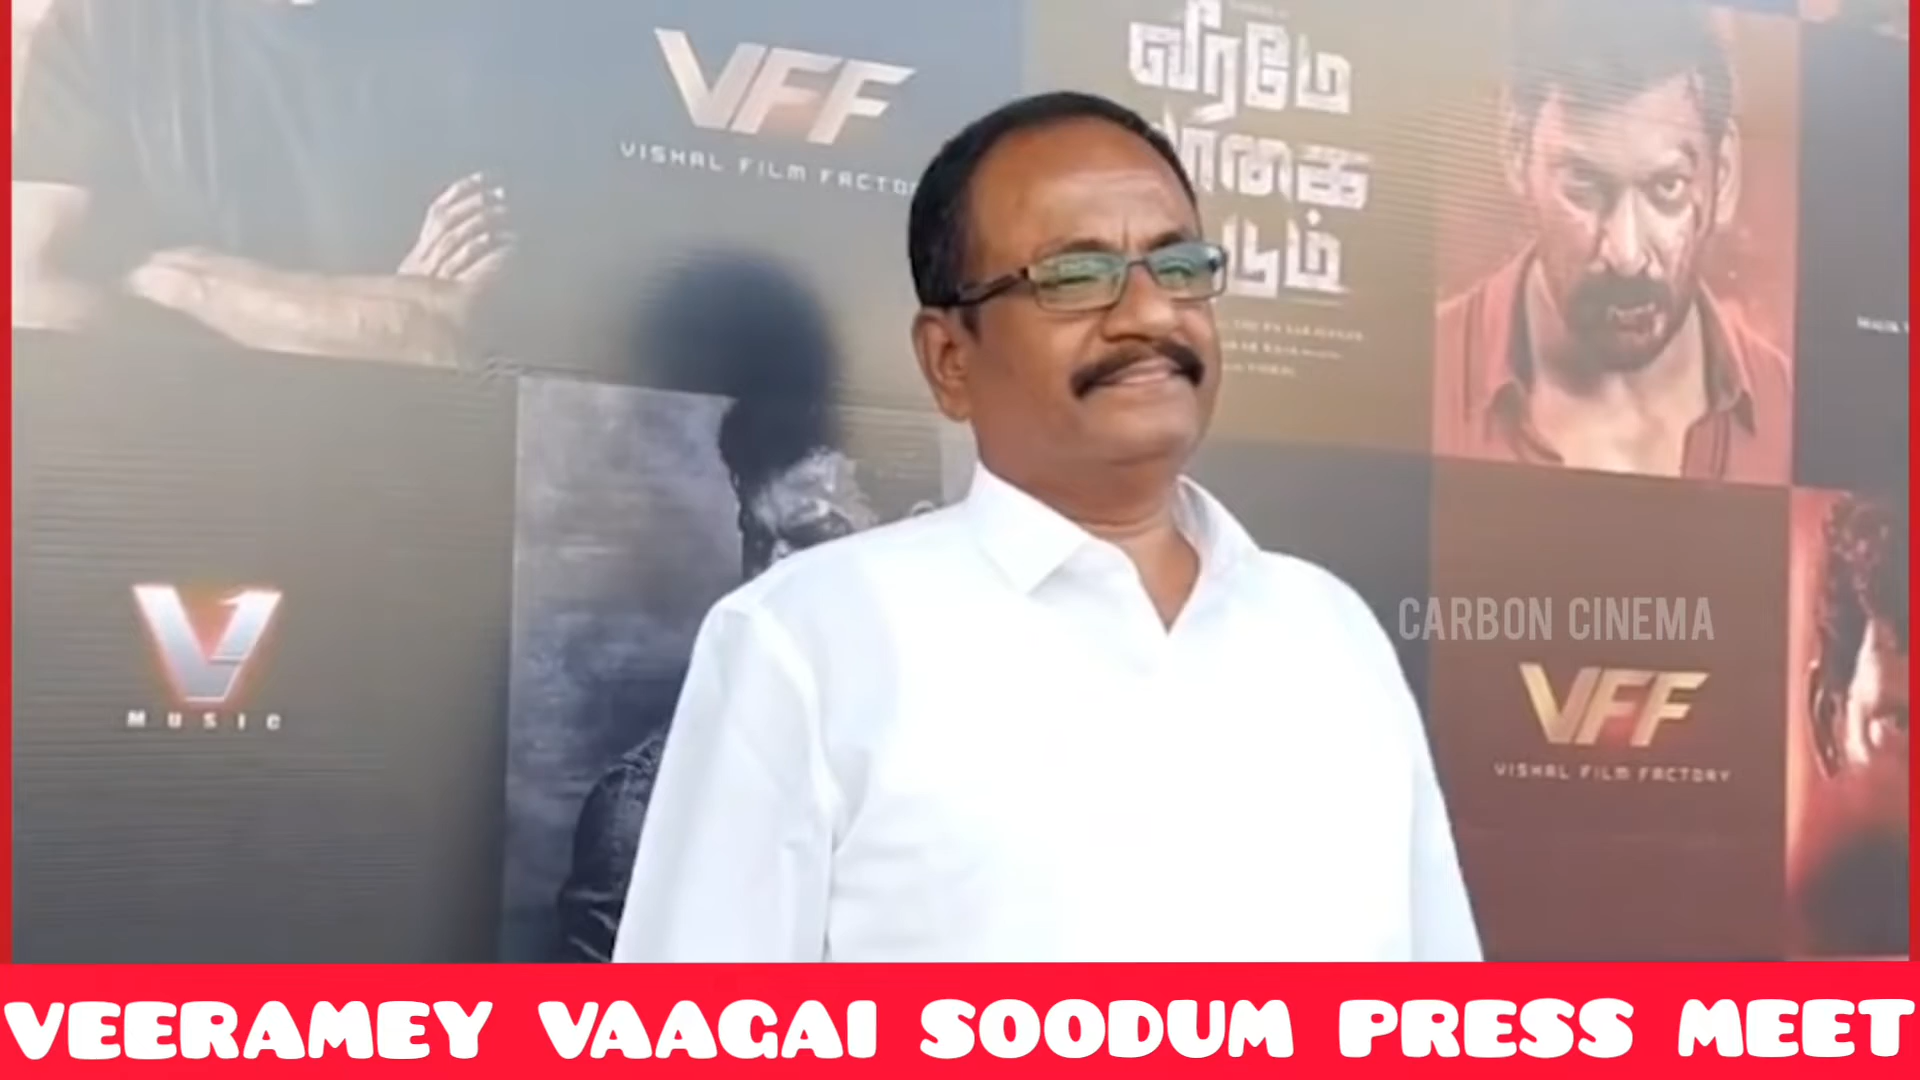 VFF
VISHAL FILM FACTO
வீரமே
வாகை
டும்
CARBON CINEMA
V
MUSIC
VFF
VISHAL FILM FACTORY
VEERAMEY VAAGAI SOODUM PRESS MEET